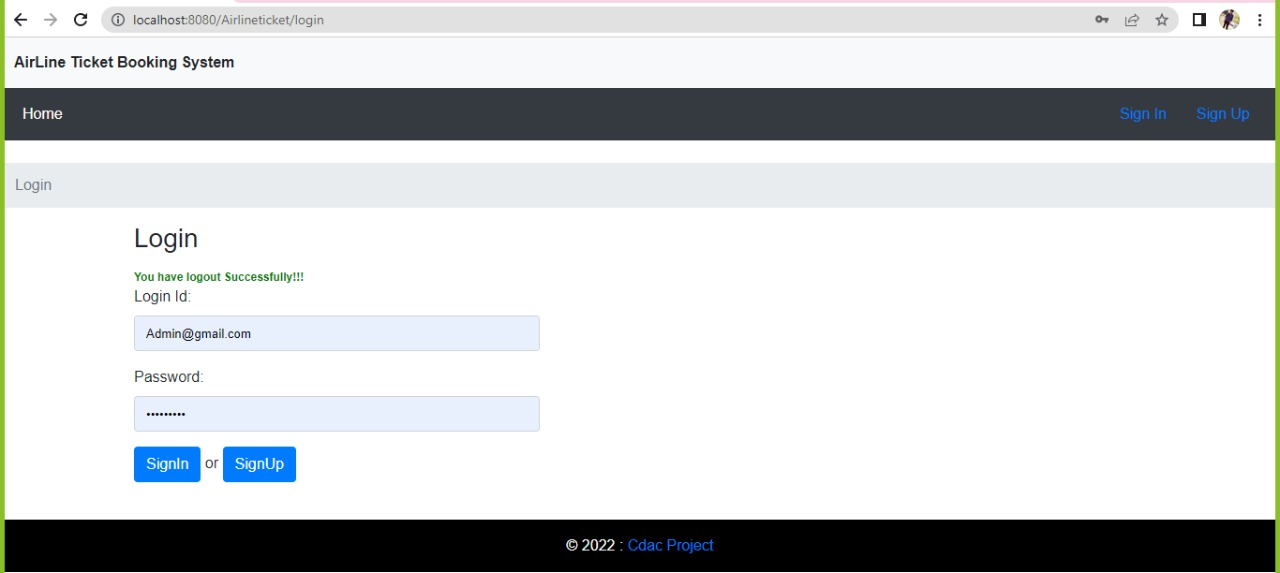 localhost:8080/Airlineticket/login
AirLine Ticket Booking System
Home Sign In Sign Up
Login
Login
You have logout Successfully!!!
Login Id:
Admin@gmail.com
Password:
•••••••••
SignIn or SignUp
© 2022 : Cdac Project